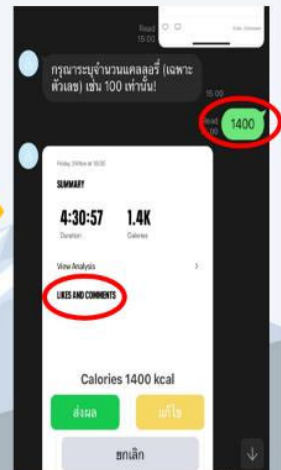 Read
15:00
กรุณาระบุจำนวนแคลลอรี่ (เฉพาะ
ตัวเลข) เช่น 100 เท่านั้น!
15:00
Read
1400
SUMMARY
4:30:57
1.4K
Duration
Calories
View Analysis
LIKES AND COMMENTS
Calories 1400 kcal
ส่งผล
แก้ไข
ยกเลิก